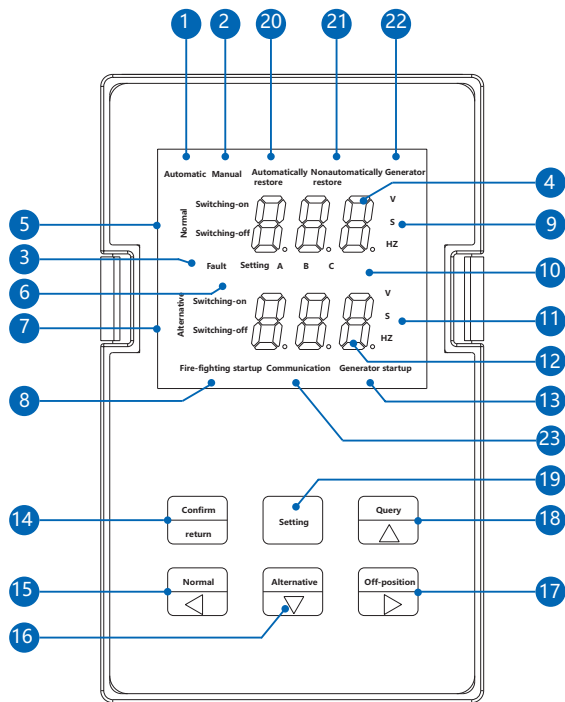 1 2 20 21 22
Automatic Manual Automatically Nonautomatically Generator
restore restore
Switching-on V
4
Normal
S
9
5
Switching-off
HZ
3
Fault Setting A B C
10
6
Switching-on V
Alternative
S
11
7
Switching-off HZ
12
Fire-fighting startup Communication Generator startup
8
13
23
19
Confirm
return
Setting
Query
14
18
Normal
Alternative
Off-position
15
17
16